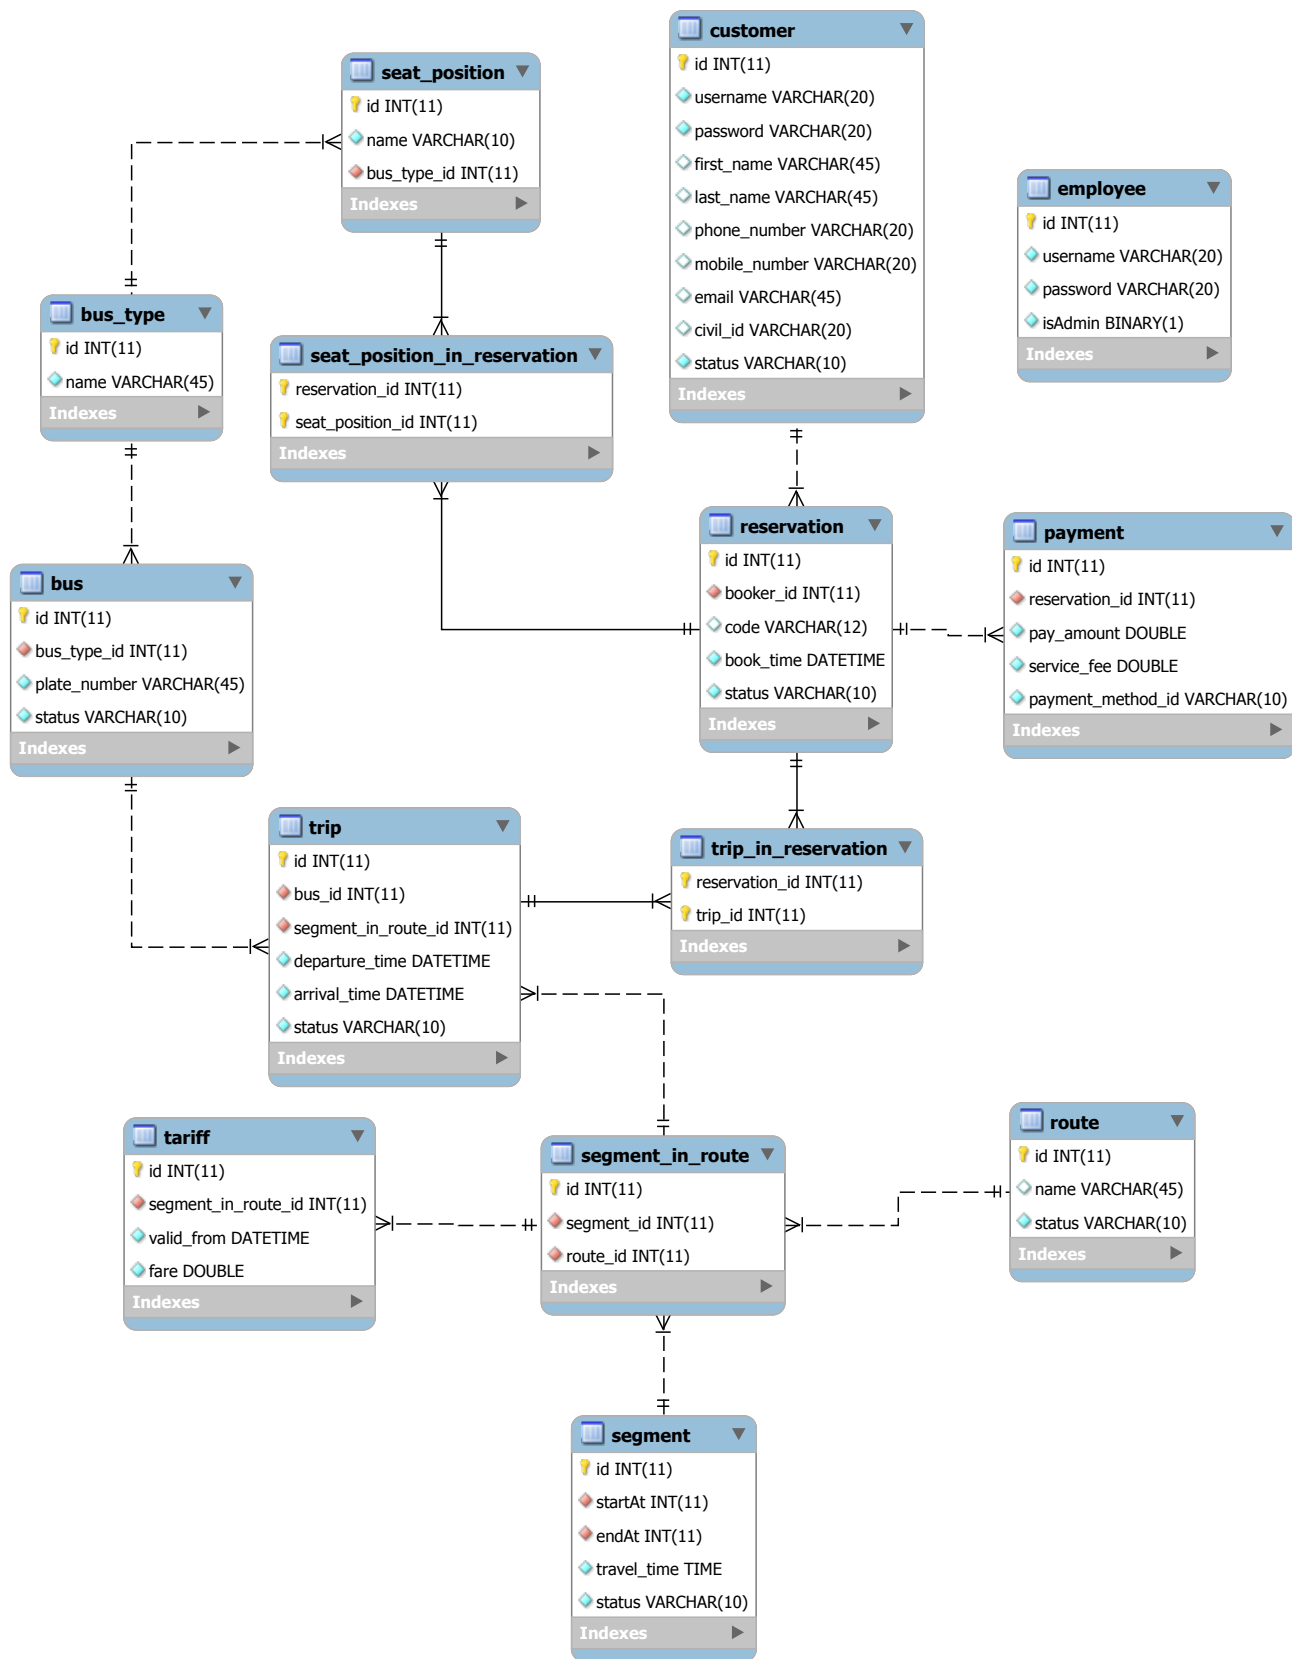 customer
id INT(11)
username VARCHAR(20)
password VARCHAR(20)
first_name VARCHAR(45)
last_name VARCHAR(45)
phone_number VARCHAR(20)
mobile_number VARCHAR(20)
email VARCHAR(45)
civil_id VARCHAR(20)
status VARCHAR(10)
Indexes
seat_position
id INT(11)
name VARCHAR(10)
bus_type_id INT(11)
Indexes
employee
id INT(11)
username VARCHAR(20)
password VARCHAR(20)
isAdmin BINARY(1)
Indexes
bus_type
id INT(11)
name VARCHAR(45)
Indexes
seat_position_in_reservation
reservation_id INT(11)
seat_position_id INT(11)
Indexes
reservation
id INT(11)
booker_id INT(11)
code VARCHAR(12)
book_time DATETIME
status VARCHAR(10)
Indexes
payment
id INT(11)
reservation_id INT(11)
pay_amount DOUBLE
service_fee DOUBLE
payment_method_id VARCHAR(10)
Indexes
bus
id INT(11)
bus_type_id INT(11)
plate_number VARCHAR(45)
status VARCHAR(10)
Indexes
trip
id INT(11)
bus_id INT(11)
segment_in_route_id INT(11)
departure_time DATETIME
arrival_time DATETIME
status VARCHAR(10)
Indexes
trip_in_reservation
reservation_id INT(11)
trip_id INT(11)
Indexes
tariff
id INT(11)
segment_in_route_id INT(11)
valid_from DATETIME
fare DOUBLE
Indexes
segment_in_route
id INT(11)
segment_id INT(11)
route_id INT(11)
Indexes
route
id INT(11)
name VARCHAR(45)
status VARCHAR(10)
Indexes
segment
id INT(11)
startAt INT(11)
endAt INT(11)
travel_time TIME
status VARCHAR(10)
Indexes